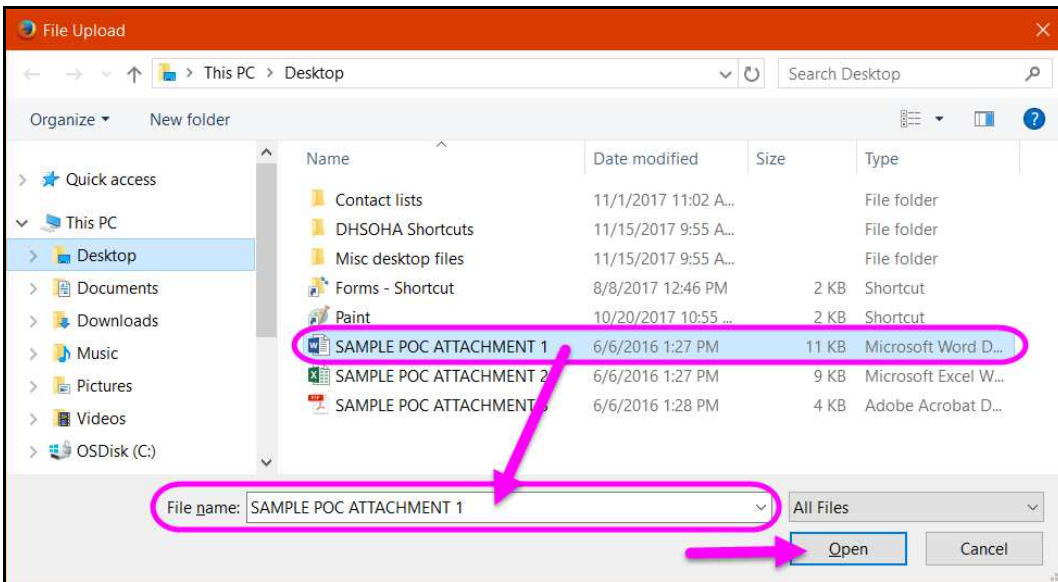 File Upload
This PC > Desktop
Search Desktop
Organize
New folder
Name Date modified Size Type
Quick access
This PC
Desktop
Documents
Downloads
Music
Pictures
Videos
OSDisk (C:)
Contact lists 11/1/2017 11:02 A... File folder
DHSOHA Shortcuts 11/15/2017 9:55 A... File folder
Misc desktop files 11/15/2017 9:55 A... File folder
Forms - Shortcut 8/8/2017 12:46 PM 2 KB Shortcut
Paint 10/20/2017 10:55 ... 2 KB Shortcut
SAMPLE POC ATTACHMENT 1 6/6/2016 1:27 PM 11 KB Microsoft Word D...
SAMPLE POC ATTACHMENT 2 6/6/2016 1:27 PM 9 KB Microsoft Excel W...
SAMPLE POC ATTACHMENT 3 6/6/2016 1:28 PM 4 KB Adobe Acrobat D...
File name: SAMPLE POC ATTACHMENT 1 All Files
Open Cancel